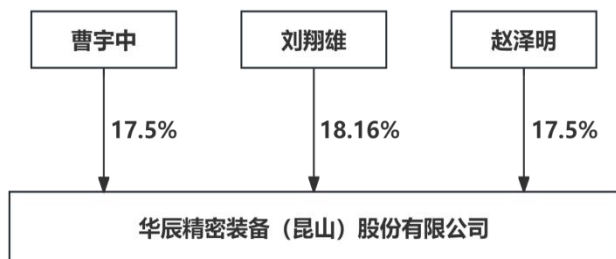 曹宇中
刘翔雄
赵泽明
17.5%
18.16%
17.5%
华辰精密装备（昆山）股份有限公司